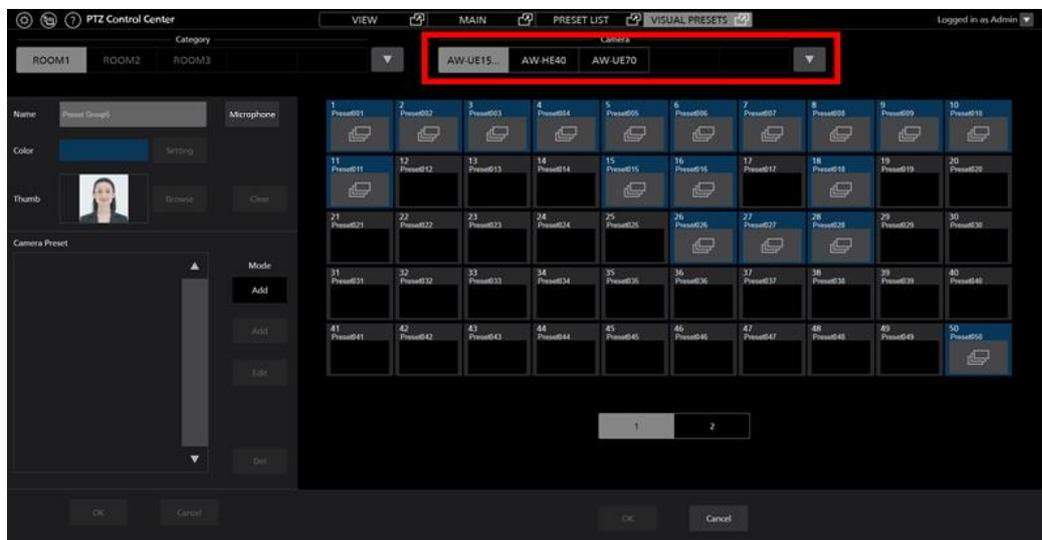 PTZ Control Center
VIEW
MAIN
PRESET LIST
VISUAL PRESETS
Logged in as Admin
Category
Camera
ROOM1 ROOM2 ROOM3
AW-UE15... AW-HE40 AW-UE70
Name Preset Group5 Microphone
Color Setting
Thumb Browse Clear
Camera Preset
Mode
Add
Add
Edit
Del
OK Cancel
1 2 3 4 5 6 7 8 9 10
Preset001 Preset002 Preset003 Preset004 Preset005 Preset006 Preset007 Preset008 Preset009 Preset010
11 12 13 14 15 16 17 18 19 20
Preset011 Preset012 Preset013 Preset014 Preset015 Preset016 Preset017 Preset018 Preset019 Preset020
21 22 23 24 25 26 27 28 29 30
Preset021 Preset022 Preset023 Preset024 Preset025 Preset026 Preset027 Preset028 Preset029 Preset030
31 32 33 34 35 36 37 38 39 40
Preset031 Preset032 Preset033 Preset034 Preset035 Preset036 Preset037 Preset038 Preset039 Preset040
41 42 43 44 45 46 47 48 49 50
Preset041 Preset042 Preset043 Preset044 Preset045 Preset046 Preset047 Preset048 Preset049 Preset050
1 2
OK Cancel